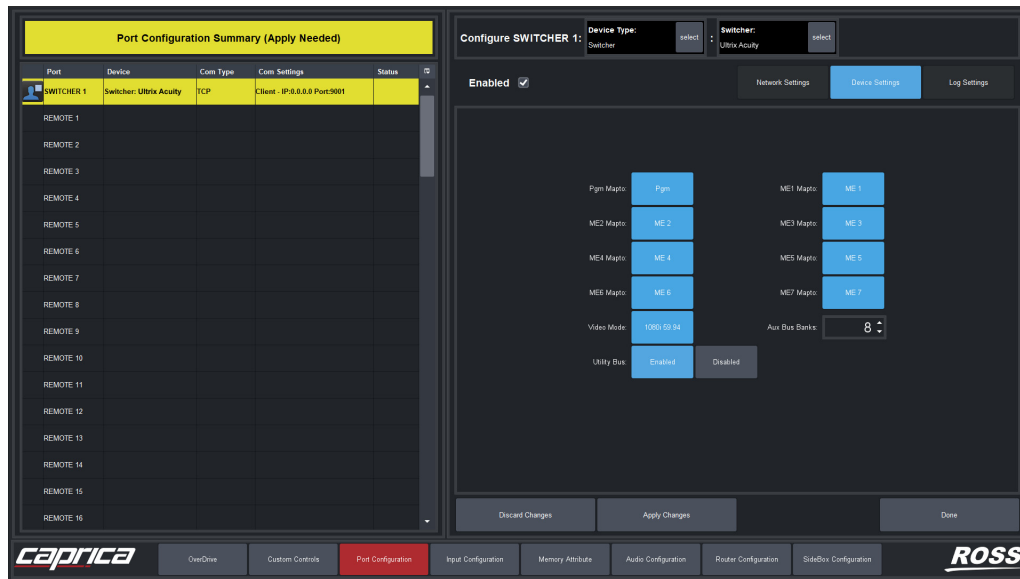 Port Configuration Summary (Apply Needed)
Port Device Com Type Com Settings Status
SWITCHER 1 Switcher: Ultrix Acuity TCP Client - IP:0.0.0.0 Port:9001
REMOTE 1
REMOTE 2
REMOTE 3
REMOTE 4
REMOTE 5
REMOTE 6
REMOTE 7
REMOTE 8
REMOTE 9
REMOTE 10
REMOTE 11
REMOTE 12
REMOTE 13
REMOTE 14
REMOTE 15
REMOTE 16
Configure SWITCHER 1: Device Type: Switcher select : Switcher: Ultrix Acuity select
Enabled Network Settings Device Settings Log Settings
Pgm Mapto: Pgm ME1 Mapto: ME 1
ME2 Mapto: ME 2 ME3 Mapto: ME 3
ME4 Mapto: ME 4 ME5 Mapto: ME 5
ME6 Mapto: ME 6 ME7 Mapto: ME 7
Video Mode: 1080i 59.94 Aux Bus Banks: 8
Utility Bus: Enabled Disabled
Discard Changes Apply Changes Done
caprica OverDrive Custom Controls Port Configuration Input Configuration Memory Attribute Audio Configuration Router Configuration SideBox Configuration ROSS